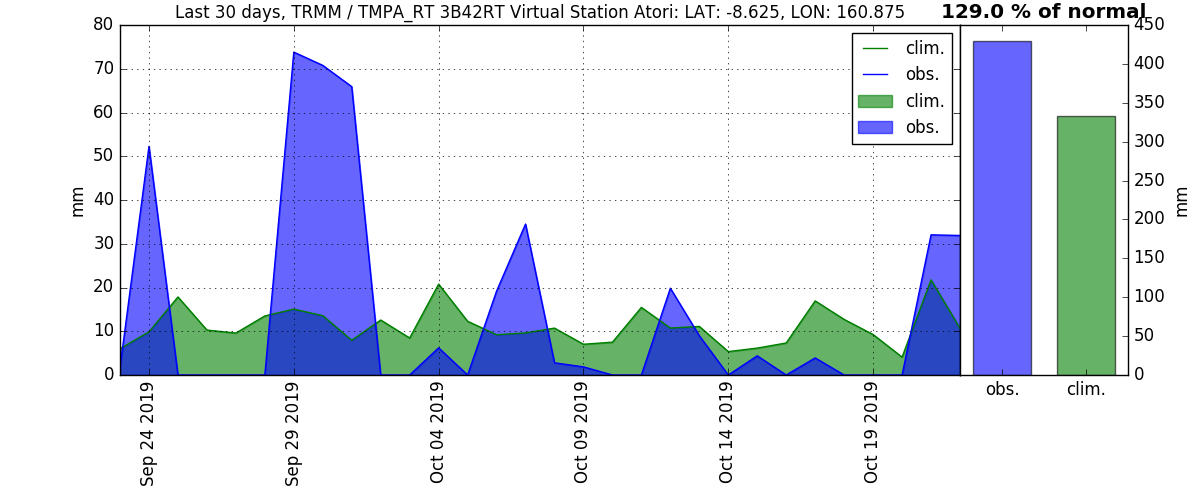 Last 30 days, TRMM / TMPA_RT 3B42RT Virtual Station Atori: LAT: -8.625, LON: 160.875
129.0 % of normal
80
70
60
50
40
30
20
10
0
mm
clim.
obs.
clim.
obs.
450
400
350
300
250
200
150
100
50
0
mm
Sep 24 2019
Sep 29 2019
Oct 04 2019
Oct 09 2019
Oct 14 2019
Oct 19 2019
obs.
clim.